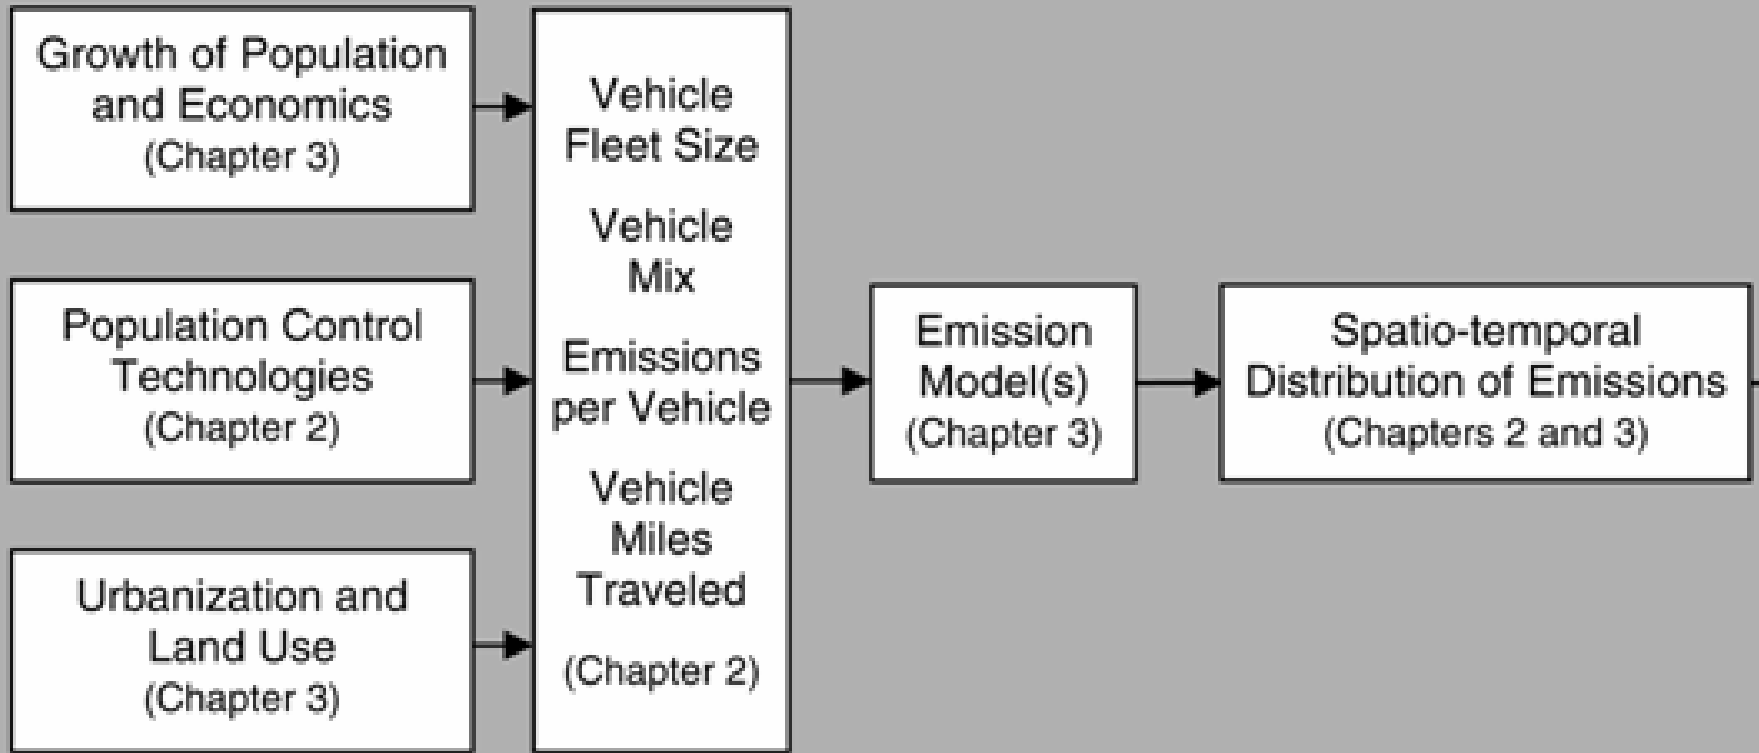 Growth of Population
and Economics
(Chapter 3)
Population Control
Technologies
(Chapter 2)
Urbanization and
Land Use
(Chapter 3)
Vehicle
Fleet Size
Vehicle
Mix
Emissions
per Vehicle
Vehicle
Miles
Traveled
(Chapter 2)
Emission
Model(s)
(Chapter 3)
Spatio-temporal
Distribution of Emissions
(Chapters 2 and 3)